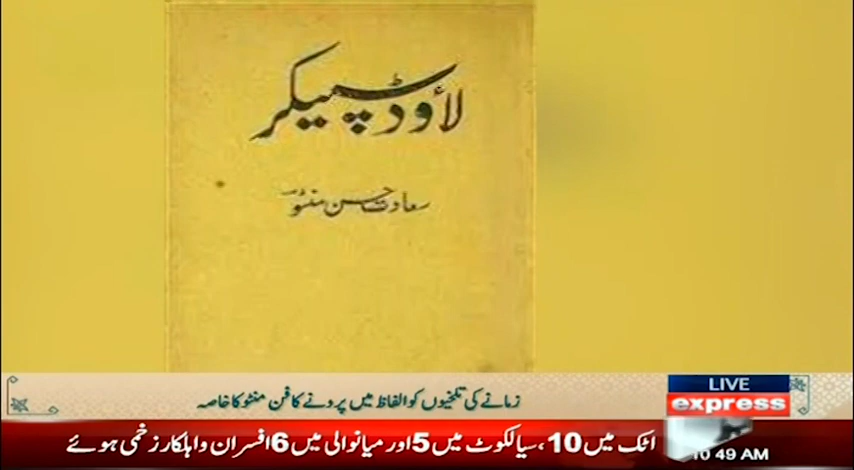 لاؤڈ سپیکر
سعادت حسن منٹو
زمانے کی تلخیوں کو الفاظ میں پرونے کا فن منٹو کا خاصہ
LIVE
express
اٹک میں 10، سیالکوٹ میں 5 اور میانوالی میں 6 افسران و اہلکار زخمی ہوئے
10:49 AM